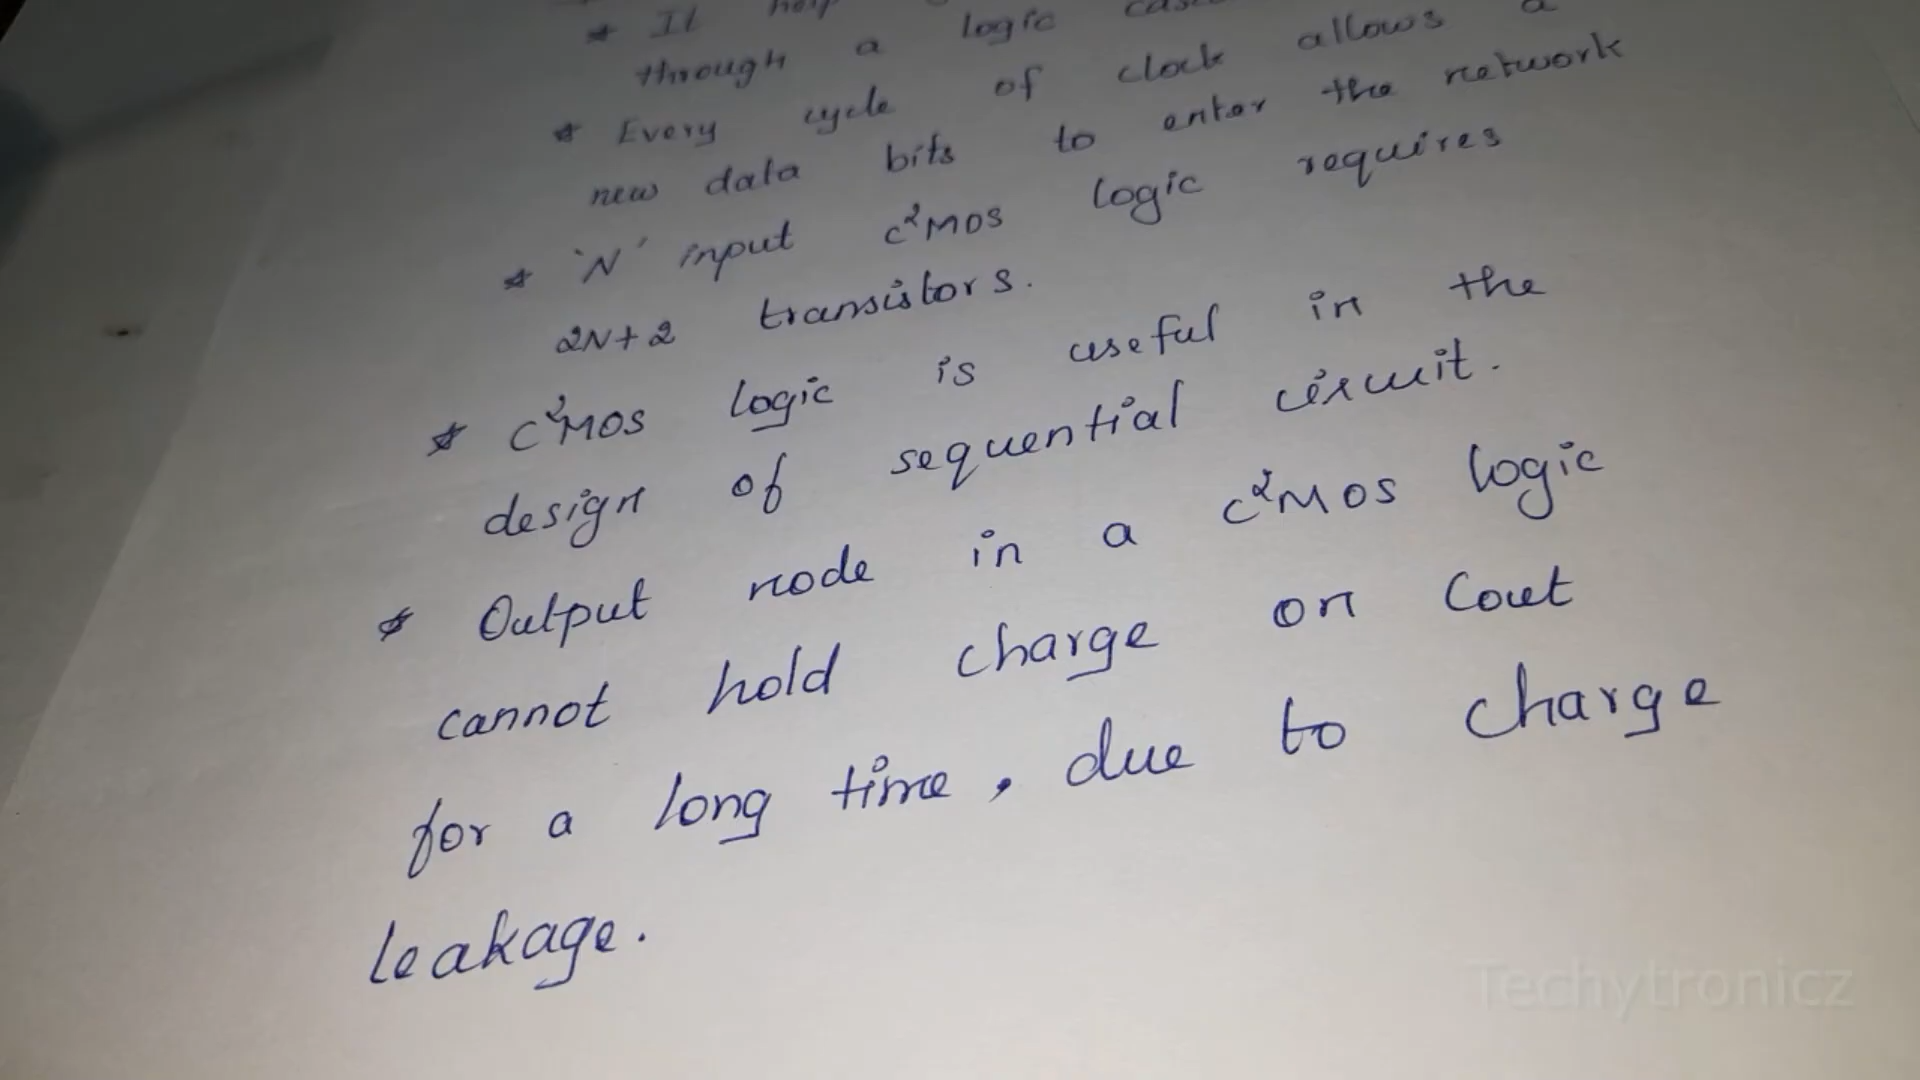 * It help
through a logic
* Every cycle of clock allows a
new data bits to enter the network
* 'N' input C²MOS logic requires
2N+2 transistors.
* C²MOS logic is useful in the
design of sequential circuit.
* Output node in a C²MOS logic
cannot hold charge on Cout
for a long time, due to charge
leakage.
Techytronicz